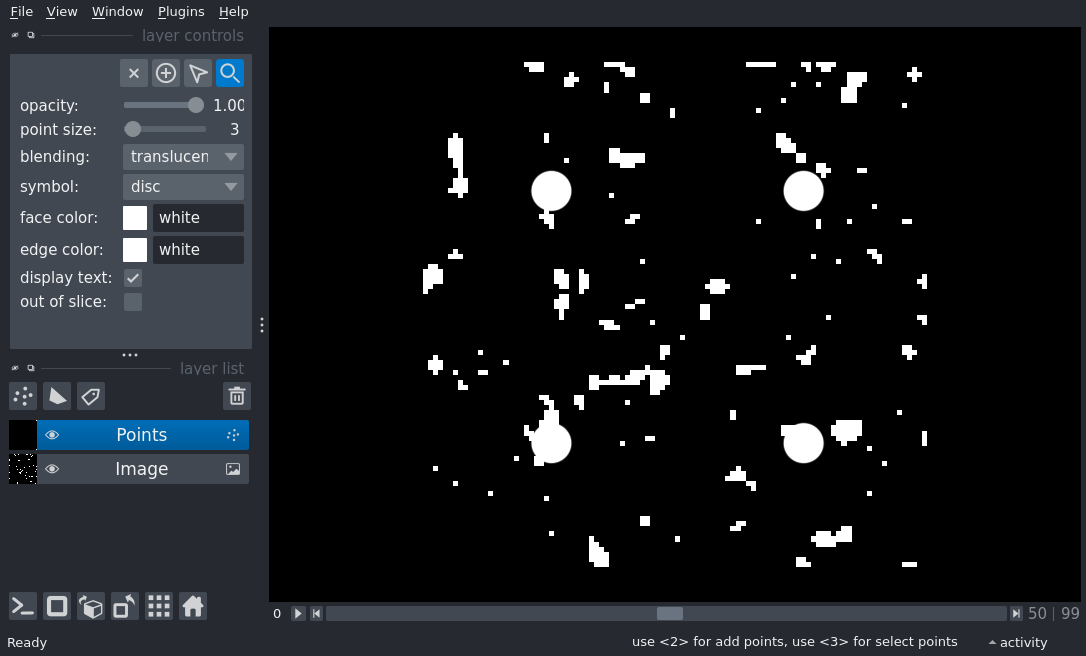 File View Window Plugins Help
layer controls
opacity: 1.00
point size: 3
blending: translucen
symbol: disc
face color: white
edge color: white
display text:
out of slice:
layer list
Points
Image
0 50 | 99
Ready use <2> for add points, use <3> for select points activity